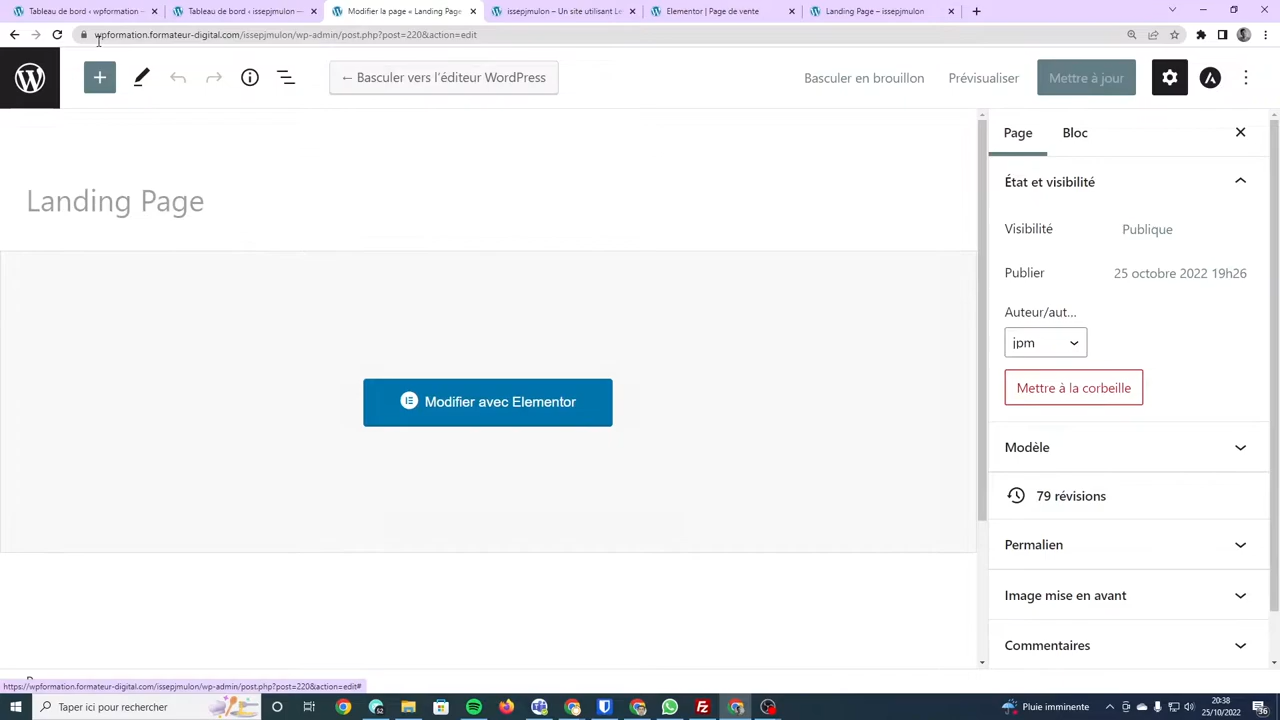 Tableau de bord ‹ wpformation —
Tableau de bord ‹ issepjmulon —
Modifier la page « Landing Page »
issepjmulon – Un site utilisant Le
Elementor | Page de vente
Landing Page – issepjmulon
wpformation.formateur-digital.com/issepjmulon/wp-admin/post.php?post=220&action=edit
← Basculer vers l'éditeur WordPress
Basculer en brouillon
Prévisualiser
Mettre à jour
Page
Bloc
État et visibilité
Landing Page
Visibilité
Publique
Publier
25 octobre 2022 19h26
Auteur/aut...
jpm
Mettre à la corbeille
Modifier avec Elementor
Modèle
79 révisions
Permalien
Image mise en avant
Commentaires
https://wpformation.formateur-digital.com/issepjmulon/wp-admin/post.php?post=220&action=edit#
Taper ici pour rechercher
Pluie imminente
20:38
25/10/2022